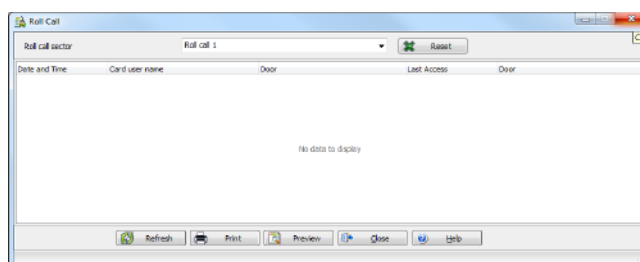 Roll Call
Roll call sector Roll call 1 Reset
Date and Time Card user name Door Last Access Door
No data to display
Refresh Print Preview Close Help